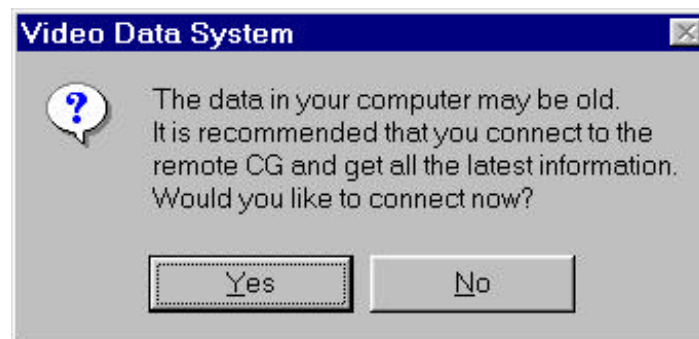 Video Data System
The data in your computer may be old.
It is recommended that you connect to the
remote CG and get all the latest information.
Would you like to connect now?
Yes
No